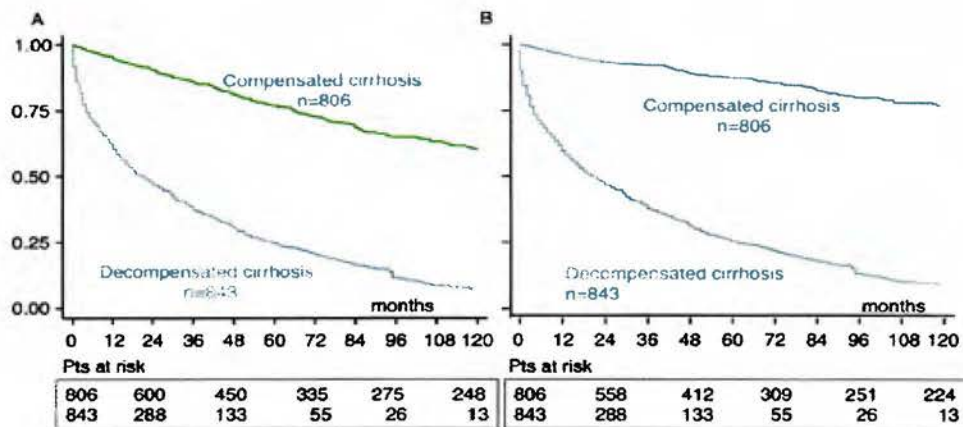 A
1.00
0.75
0.50
0.25
0.00
Compensated cirrhosis
n=806
Decompensated cirrhosis
n=843
months
0 12 24 36 48 60 72 84 96 108 120
Pts at risk
806 600 450 335 275 248
843 288 133 55 26 13
B
Compensated cirrhosis
n=806
Decompensated cirrhosis
n=843
months
0 12 24 36 48 60 72 84 96 108 120
Pts at risk
806 558 412 309 251 224
843 288 133 55 26 13